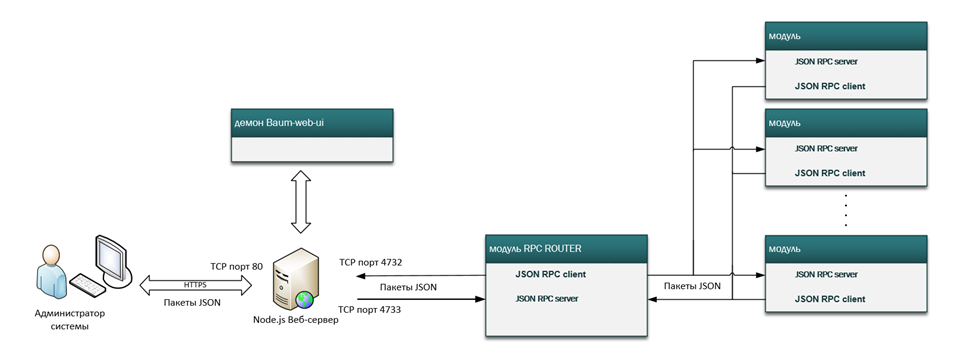 модуль
JSON RPC server
JSON RPC client
демон Baum-web-ui
модуль
JSON RPC server
JSON RPC client
модуль RPC ROUTER
JSON RPC client
JSON RPC server
модуль
JSON RPC server
JSON RPC client
TCP порт 80
HTTPS
Пакеты JSON
TCP порт 4732
Пакеты JSON
TCP порт 4733
Пакеты JSON
Администратор
системы
Node.js Веб-сервер